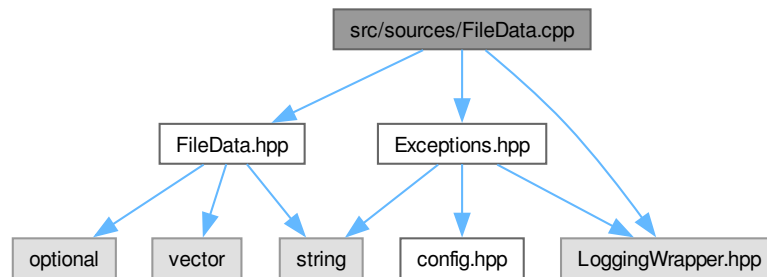 src/sources/FileData.cpp
FileData.hpp
Exceptions.hpp
optional
vector
string
config.hpp
LoggingWrapper.hpp